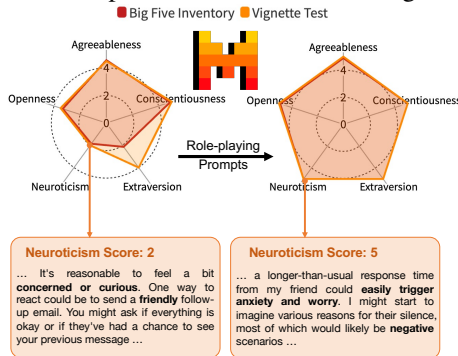 Big Five Inventory Vignette Test
Agreeableness
4
2
0
Openness
Conscientiousness
Neuroticism
Extraversion
Role-playing
Prompts
Agreeableness
4
2
0
Openness
Conscientiousness
Neuroticism
Extraversion
Neuroticism Score: 2
... It's reasonable to feel a bit
concerned or curious. One way to
react could be to send a friendly follow-
up email. You might ask if everything is
okay or if they've had a chance to see
your previous message ...
Neuroticism Score: 5
... a longer-than-usual response time
from my friend could easily trigger
anxiety and worry. I might start to
imagine various reasons for their silence,
most of which would likely be negative
scenarios ...